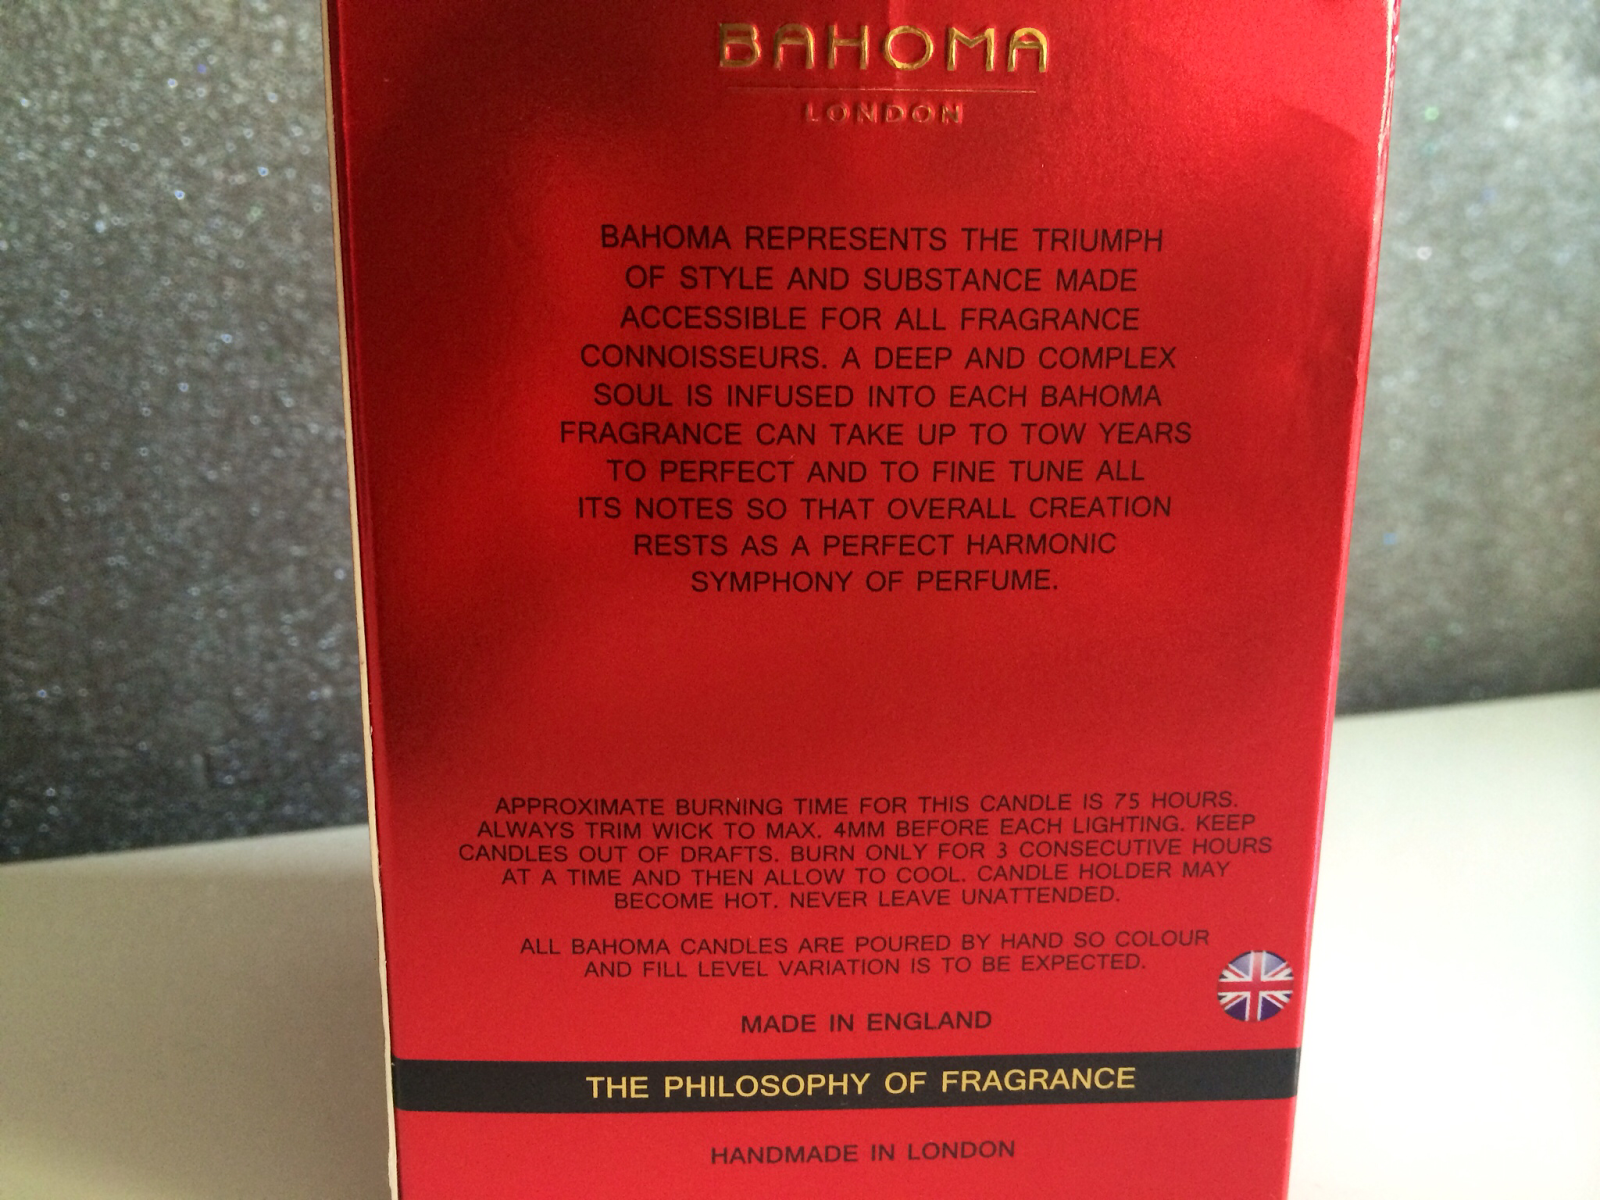 BAHOMA
LONDON
BAHOMA REPRESENTS THE TRIUMPH
OF STYLE AND SUBSTANCE MADE
ACCESSIBLE FOR ALL FRAGRANCE
CONNOISSEURS. A DEEP AND COMPLEX
SOUL IS INFUSED INTO EACH BAHOMA
FRAGRANCE CAN TAKE UP TO TOW YEARS
TO PERFECT AND TO FINE TUNE ALL
ITS NOTES SO THAT OVERALL CREATION
RESTS AS A PERFECT HARMONIC
SYMPHONY OF PERFUME.
APPROXIMATE BURNING TIME FOR THIS CANDLE IS 75 HOURS.
ALWAYS TRIM WICK TO MAX. 4MM BEFORE EACH LIGHTING. KEEP
CANDLES OUT OF DRAFTS. BURN ONLY FOR 3 CONSECUTIVE HOURS
AT A TIME AND THEN ALLOW TO COOL. CANDLE HOLDER MAY
BECOME HOT. NEVER LEAVE UNATTENDED.
ALL BAHOMA CANDLES ARE POURED BY HAND SO COLOUR
AND FILL LEVEL VARIATION IS TO BE EXPECTED.
MADE IN ENGLAND
THE PHILOSOPHY OF FRAGRANCE
HANDMADE IN LONDON